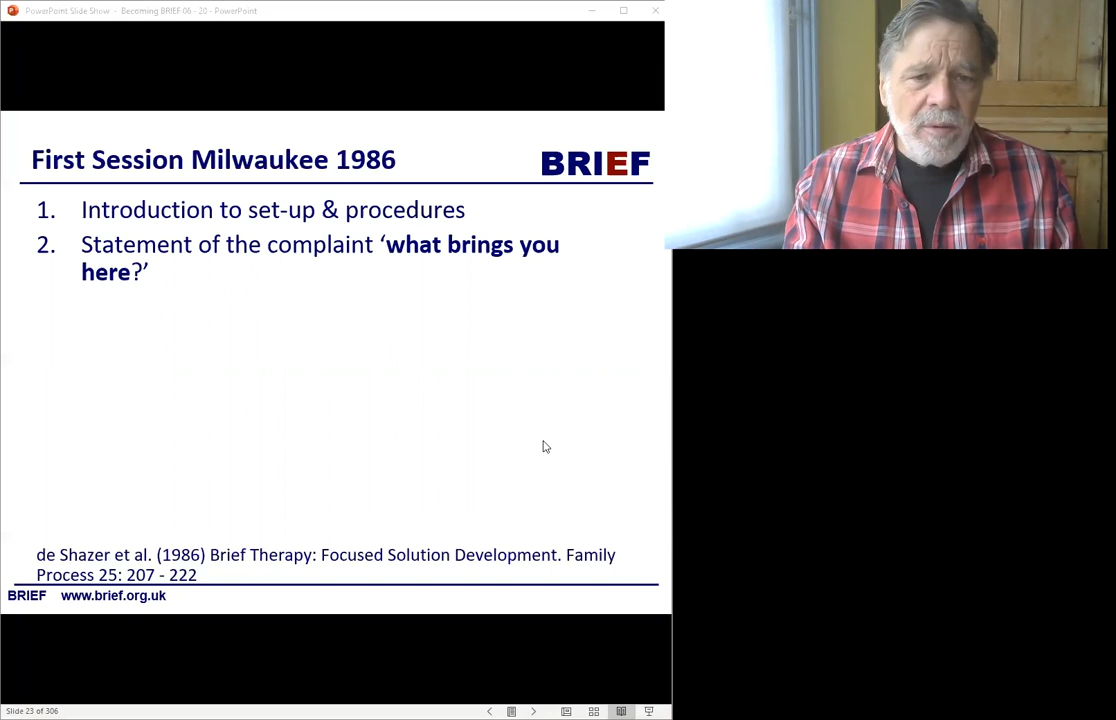 PowerPoint Slide Show - Becoming BRIEF 06 - 20 - PowerPoint
First Session Milwaukee 1986
BRIEF
1. Introduction to set-up & procedures
2. Statement of the complaint ‘what brings you
here?’
de Shazer et al. (1986) Brief Therapy: Focused Solution Development. Family
Process 25: 207 - 222
BRIEF www.brief.org.uk
Slide 23 of 306